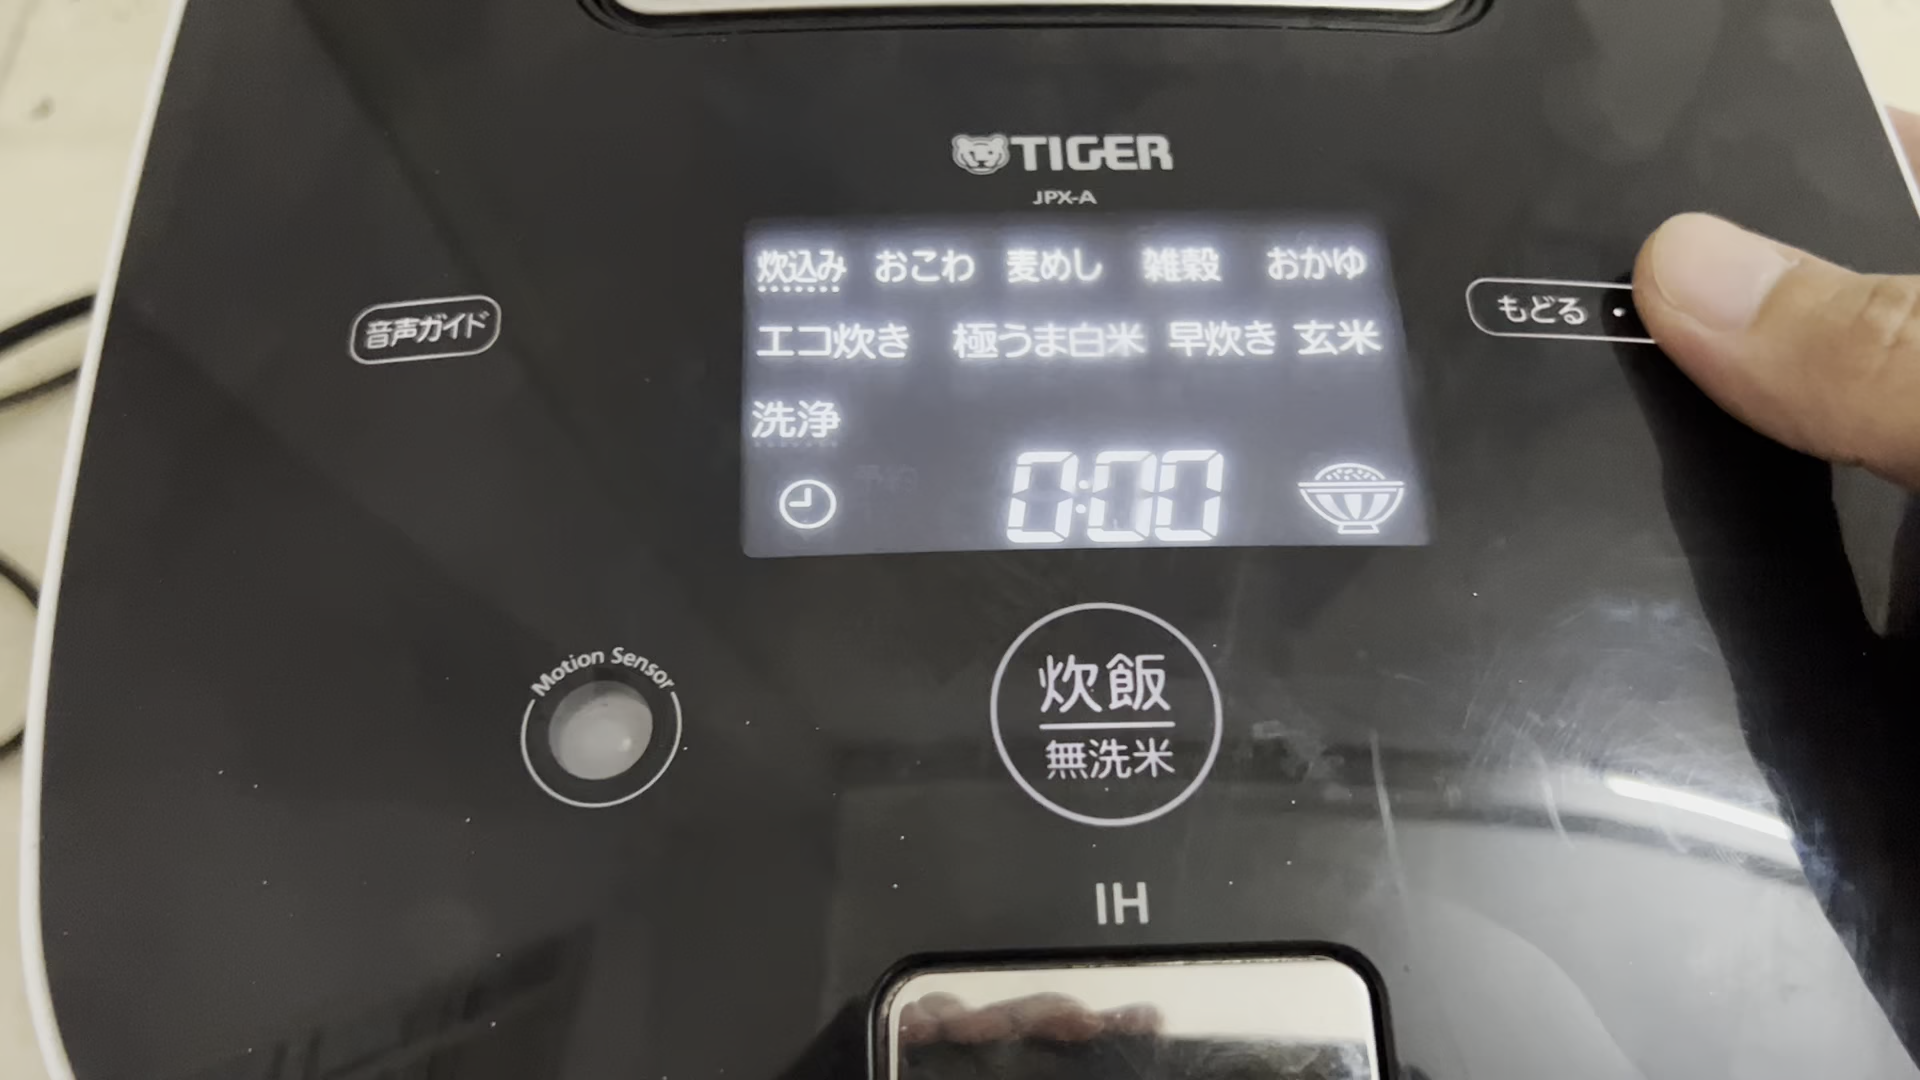 TIGER
JPX-A
炊込み おこわ 麦めし 雑穀 おかゆ
エコ炊き 極うま白米 早炊き 玄米
洗浄
0:00
音声ガイド
もどる・
Motion Sensor
炊飯
無洗米
IH